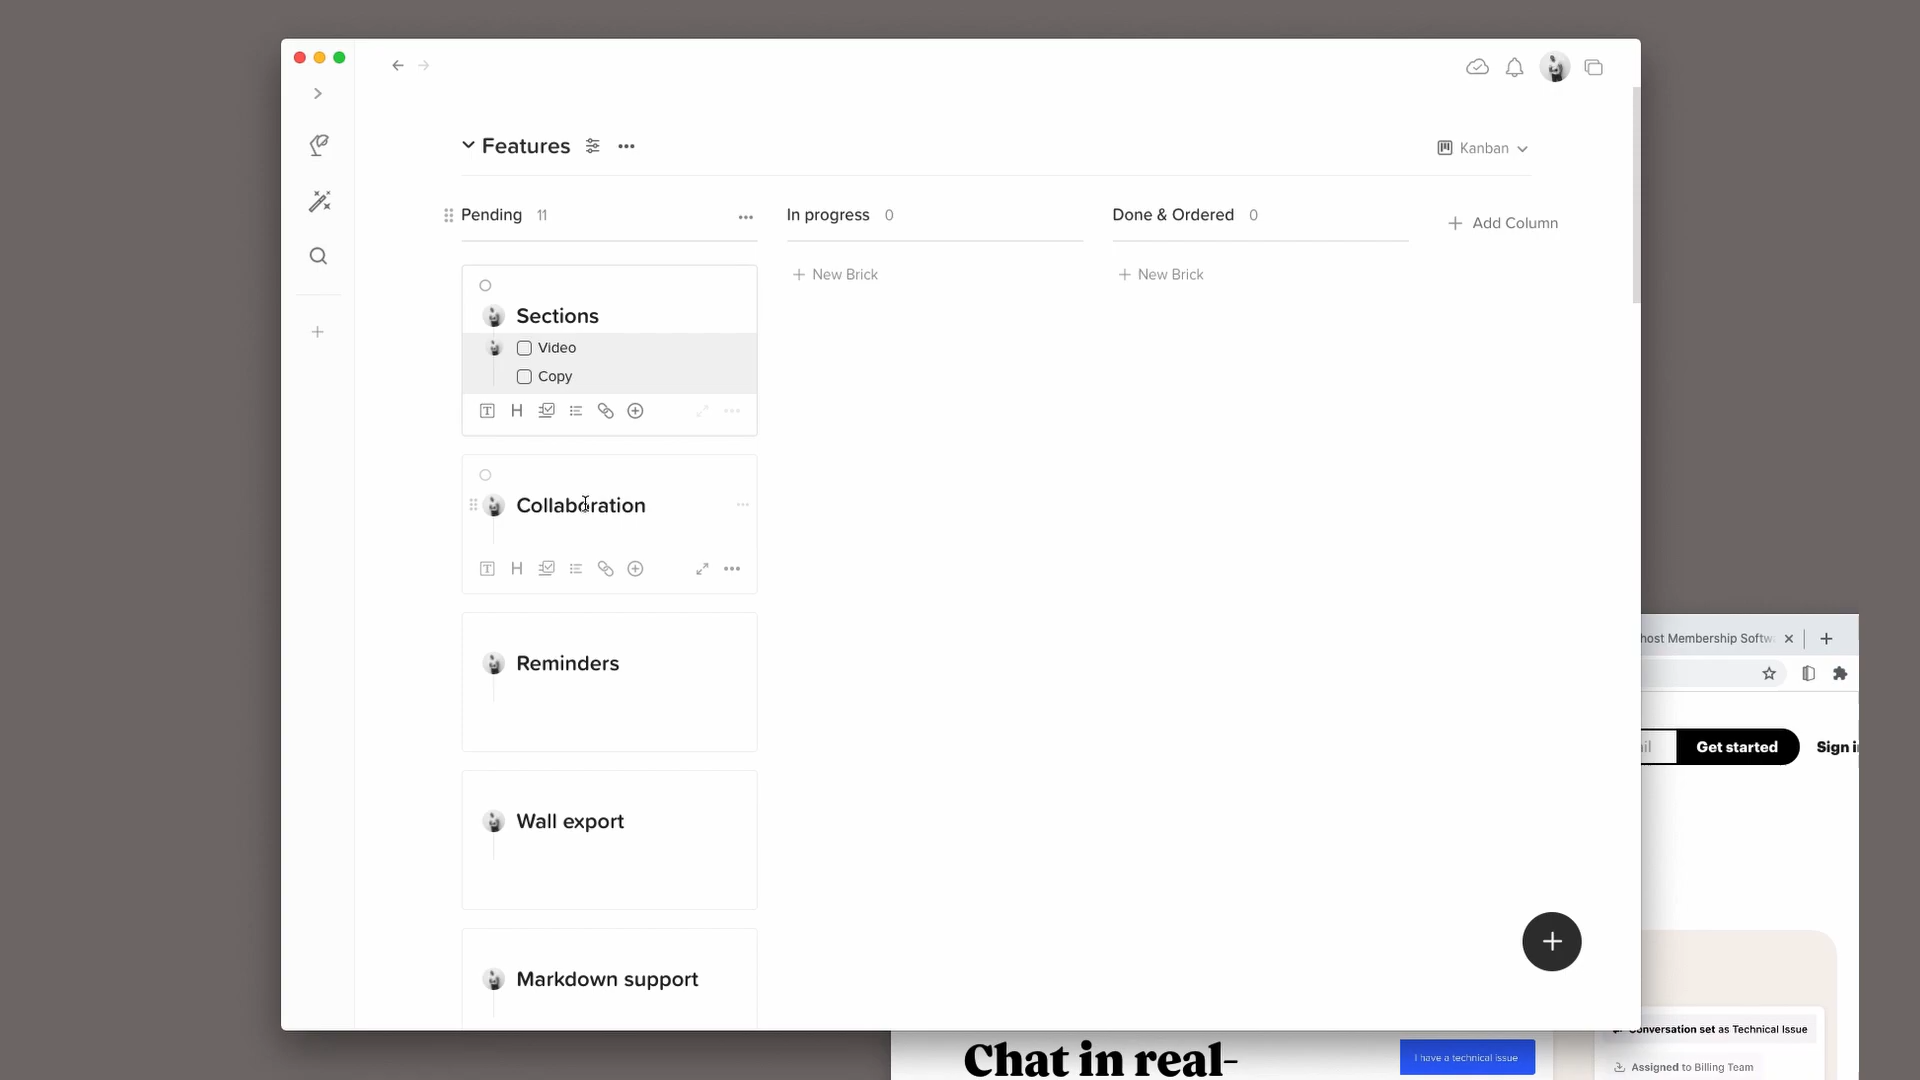 Features
Kanban
Pending 11
In progress 0
Done & Ordered 0
Add Column
New Brick
New Brick
Sections
Video
Copy
Collaboration
Reminders
Wall export
Markdown support
host Membership Softw
Get started
Sign i
Conversation set as Technical Issue
Chat in real-
I have a technical issue
Assigned to Billing Team